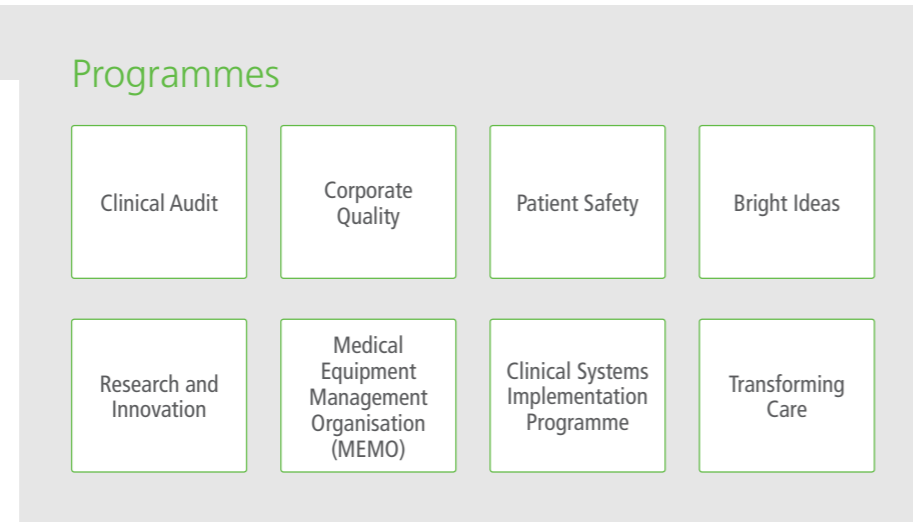 Programmes
Clinical Audit
Corporate
Quality
Patient Safety
Bright Ideas
Research and
Innovation
Medical
Equipment
Management
Organisation
(MEMO)
Clinical Systems
Implementation
Programme
Transforming
Care